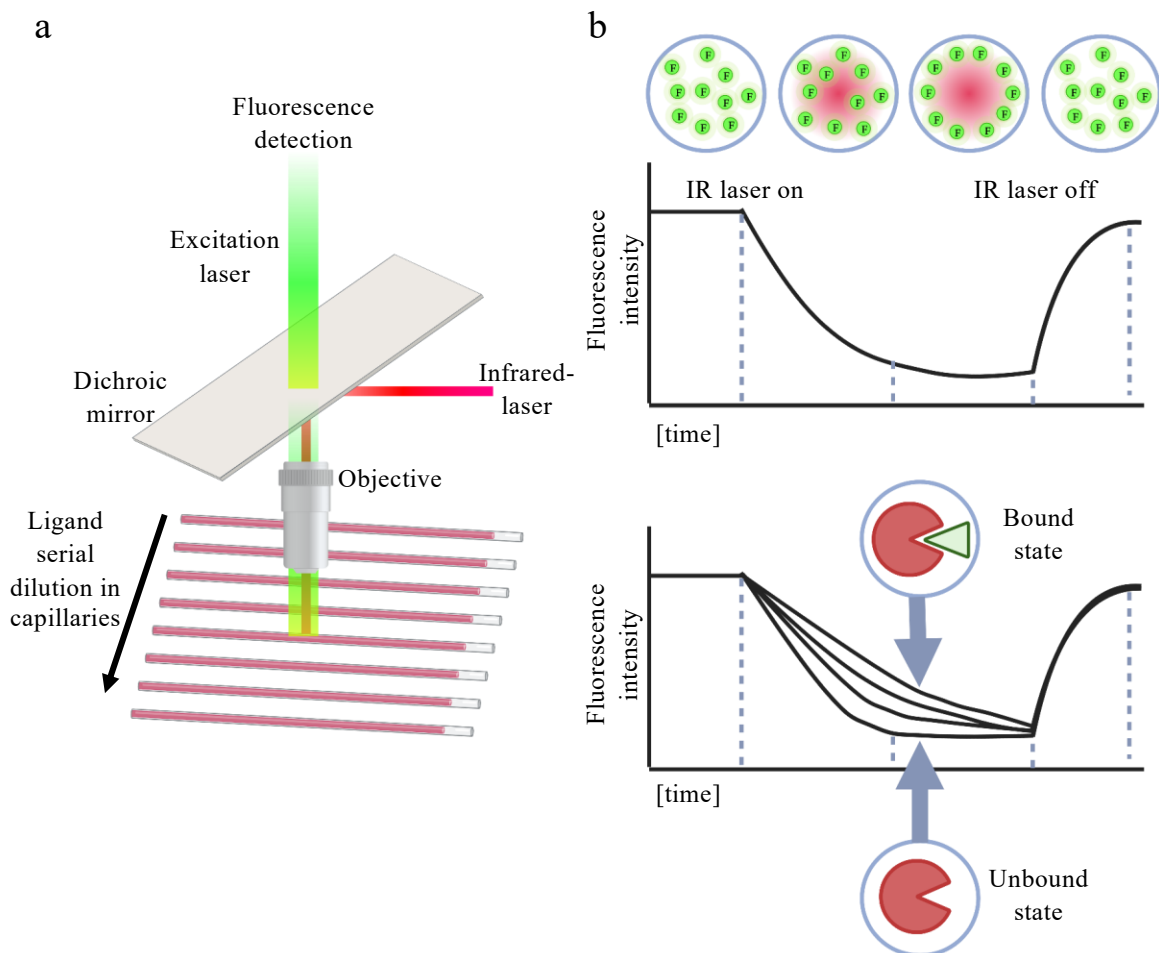 a
Fluorescence
detection
Excitation
laser
Dichroic
mirror
Infrared-
laser
Objective
Ligand
serial
dilution in
capillaries
b
F F F F F F F F F F
F F F F F F F F F F
F F F F F F F F F F F
F F F F F F F F F F
IR laser on
IR laser off
Fluorescence
intensity
[time]
Bound
state
Fluorescence
intensity
[time]
Unbound
state